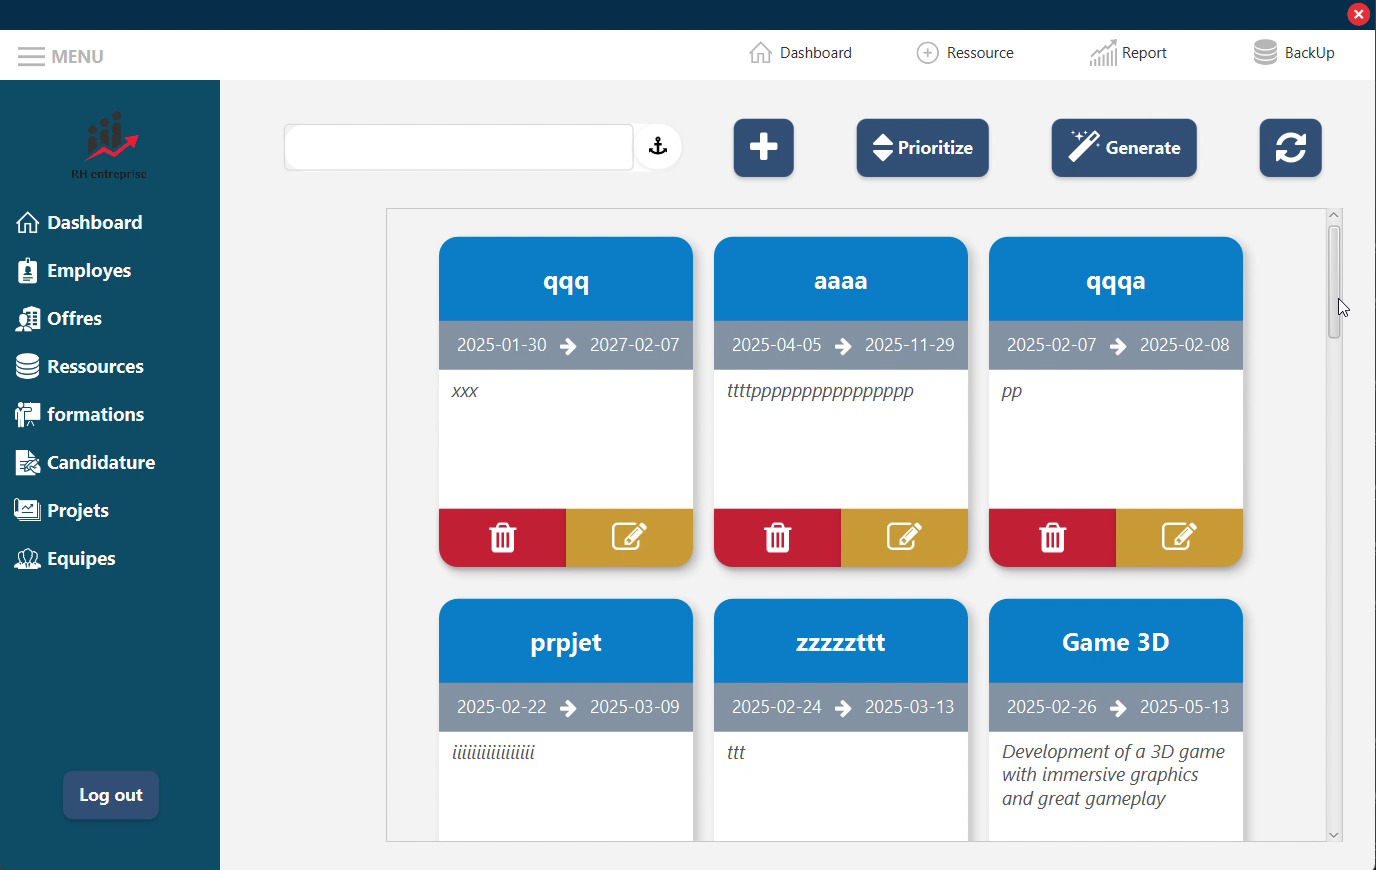 MENU
Dashboard
Ressource
Report
BackUp
RH entreprise
Dashboard
Employes
Offres
Ressources
formations
Candidature
Projets
Equipes
Log out
Prioritize
Generate
qqq
2025-01-30 2027-02-07
xxx
aaaa
2025-04-05 2025-11-29
ttttpppppppppppppppp
qqqa
2025-02-07 2025-02-08
pp
prpjet
2025-02-22 2025-03-09
iiiiiiiiiiiiiiiii
zzzzzttt
2025-02-24 2025-03-13
ttt
Game 3D
2025-02-26 2025-05-13
Development of a 3D game
with immersive graphics
and great gameplay